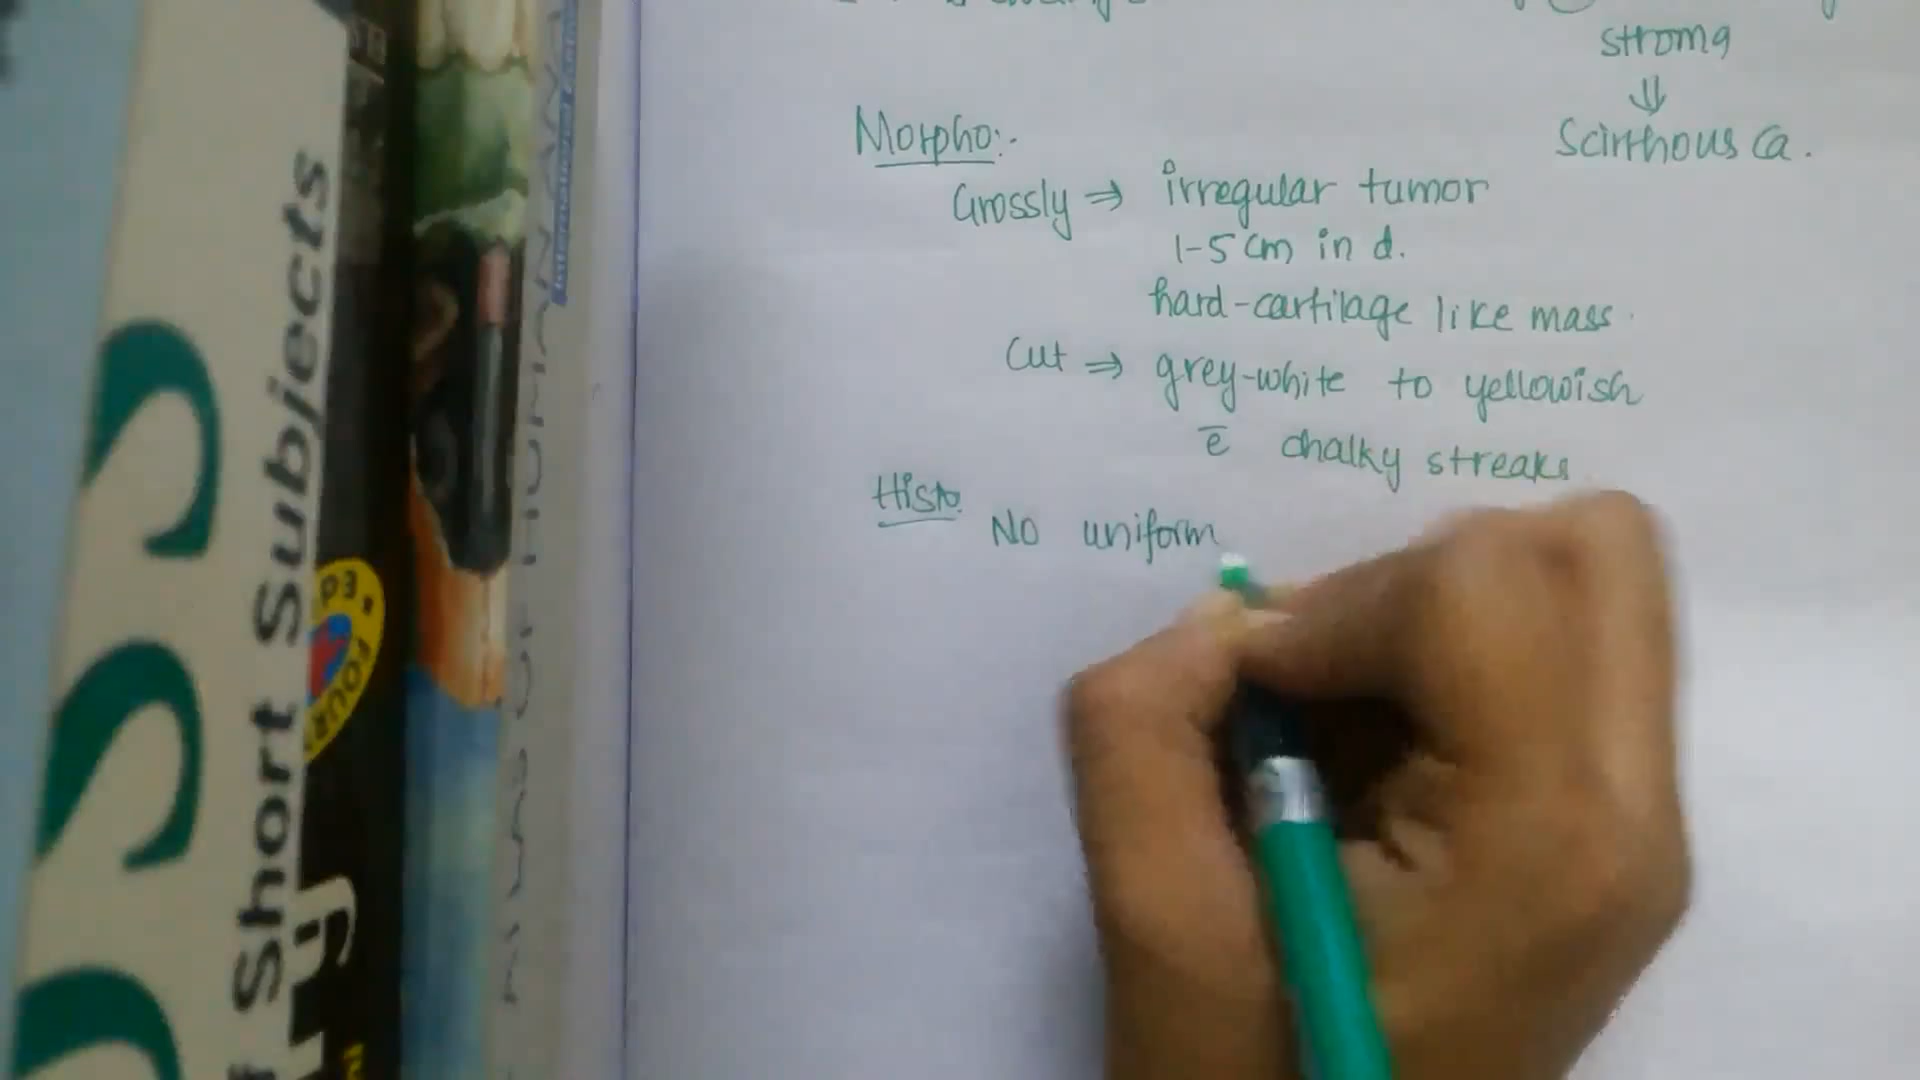 stroma
⇓
Scirrhous Ca.
Morpho:-
Grossly ⇒ irregular tumor
1-5 cm in d.
hard-cartilage like mass.
Cut ⇒ grey-white to yellowish
c̄ chalky streaks
Histo. No uniform
Short Subjects